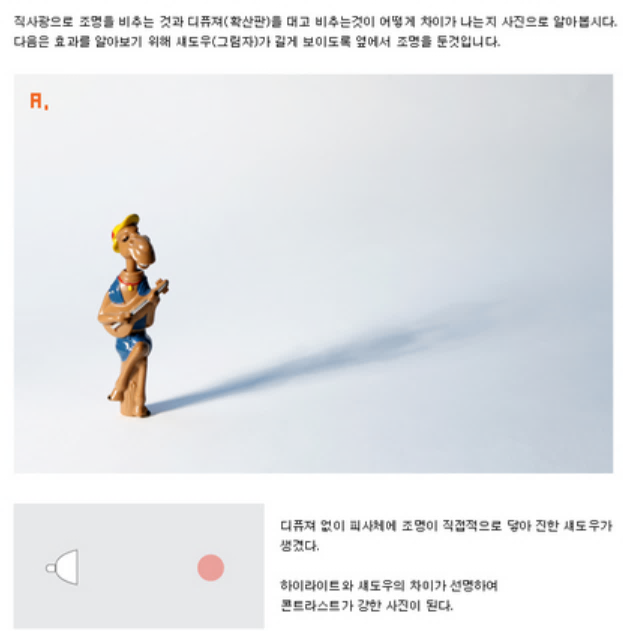 직사광으로 조명을 비추는 것과 디퓨져(확산판)을 대고 비추는것이 어떻게 차이가 나는지 사진으로 알아봅시다.
다음은 효과를 알아보기 위해 섀도우(그림자)가 길게 보이도록 옆에서 조명을 둔것입니다.
A.
디퓨져 없이 피사체에 조명이 직접적으로 닿아 진한 섀도우가
생겼다.
하이라이트와 섀도우의 차이가 선명하여
콘트라스트가 강한 사진이 된다.